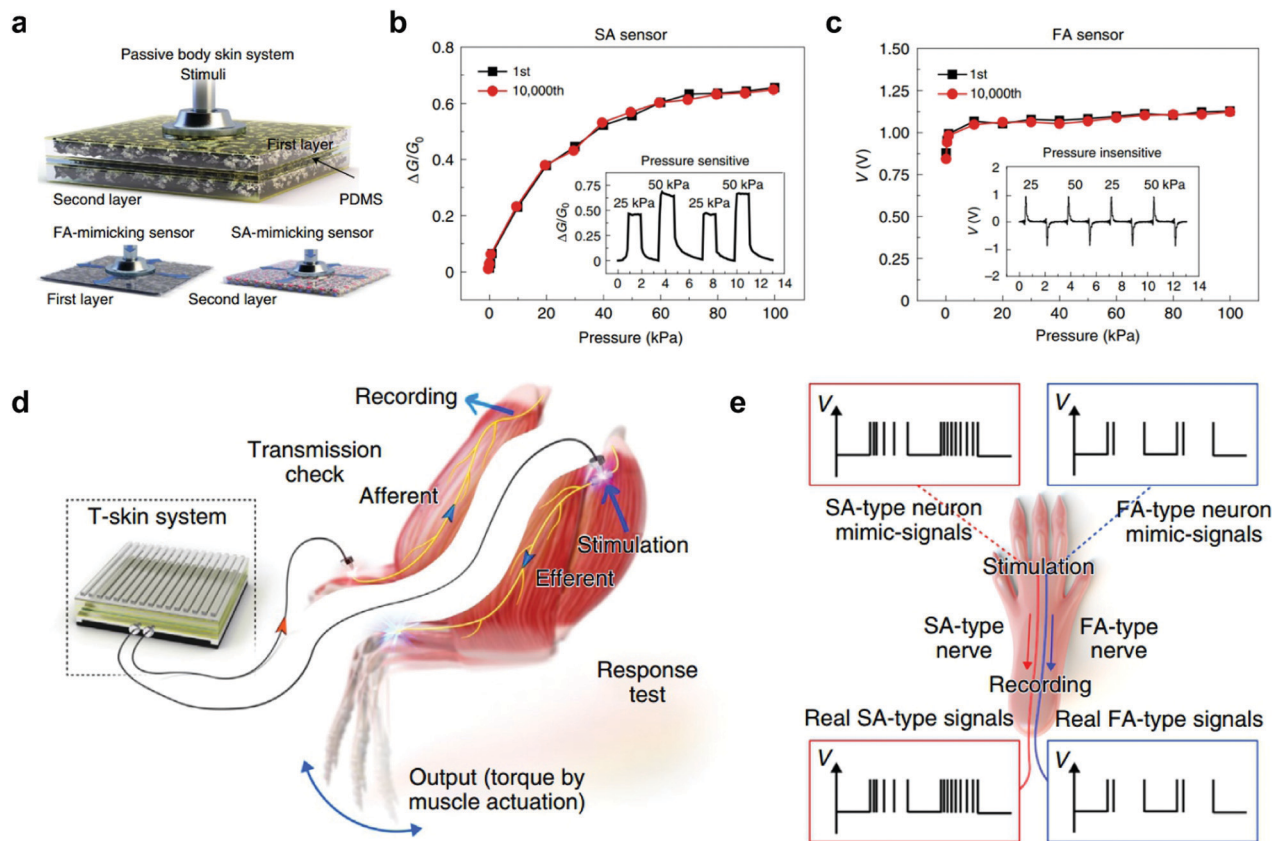 a
Passive body skin system
Stimuli
First layer
Second layer
PDMS
FA-mimicking sensor
SA-mimicking sensor
First layer
Second layer
b
SA sensor
0.8
0.6
0.4
0.2
0
ΔG/G0
1st
10,000th
Pressure sensitive
0.75
0.50
0.25
0
ΔG/G0
25 kPa
50 kPa
25 kPa
50 kPa
0 2 4 6 8 10 12 14
0 20 40 60 80 100
Pressure (kPa)
c
FA sensor
1.50
1.25
1.00
0.75
0.50
0.25
0
V (V)
1st
10,000th
Pressure insensitive
2
1
0
−1
−2
V (V)
25 50 25 50 kPa
0 2 4 6 8 10 12 14
0 20 40 60 80 100
Pressure (kPa)
d
Recording
Transmission
check
Afferent
T-skin system
Stimulation
Efferent
Response
test
Output (torque by
muscle actuation)
e
V
V
SA-type neuron
mimic-signals
FA-type neuron
mimic-signals
Stimulation
SA-type
nerve
FA-type
nerve
Recording
Real SA-type signals
Real FA-type signals
V
V